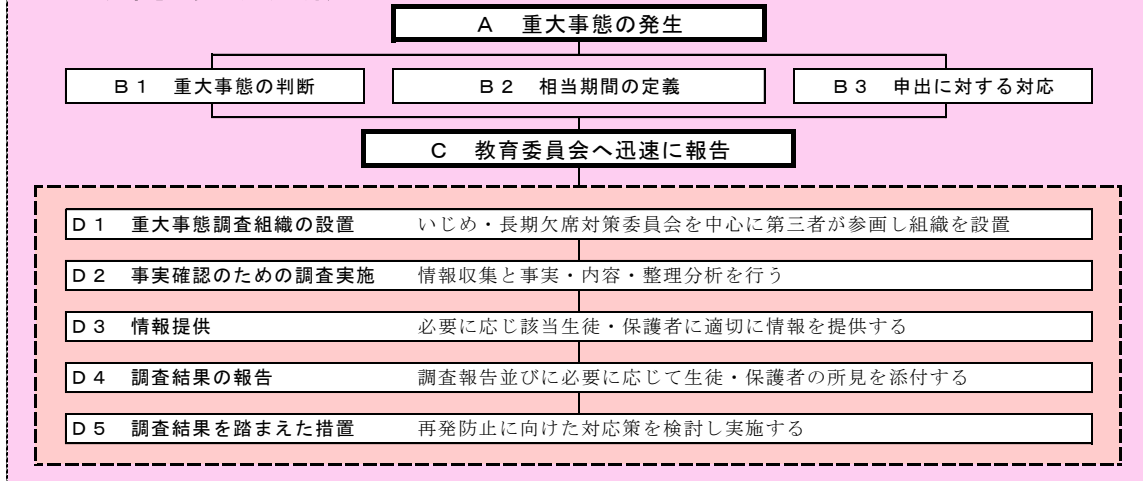 A　重大事態の発生
B1　重大事態の判断　B2　相当期間の定義　B3　申出に対する対応
C　教育委員会へ迅速に報告
D1　重大事態調査組織の設置　いじめ・長期欠席対策委員会を中心に第三者が参画し組織を設置
D2　事実確認のための調査実施　情報収集と事実・内容・整理分析を行う
D3　情報提供　必要に応じ該当生徒・保護者に適切に情報を提供する
D4　調査結果の報告　調査報告並びに必要に応じて生徒・保護者の所見を添付する
D5　調査結果を踏まえた措置　再発防止に向けた対応策を検討し実施する